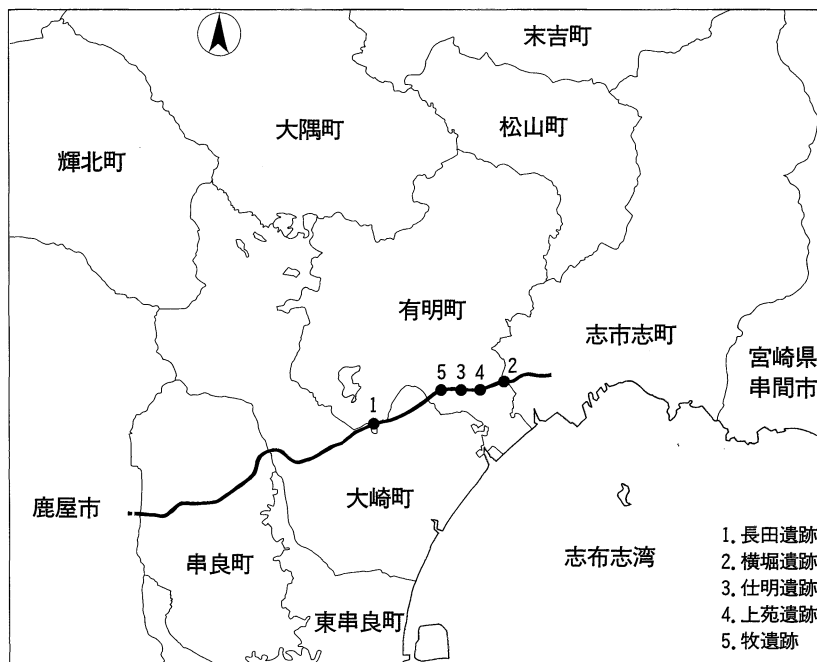 末吉町
大隅町
松山町
輝北町
有明町
志市志町
宮崎県
串間市
5
3
4
2
1
鹿屋市
大崎町
串良町
志布志湾
東串良町
1. 長田遺跡
2. 横堀遺跡
3. 仕明遺跡
4. 上苑遺跡
5. 牧遺跡